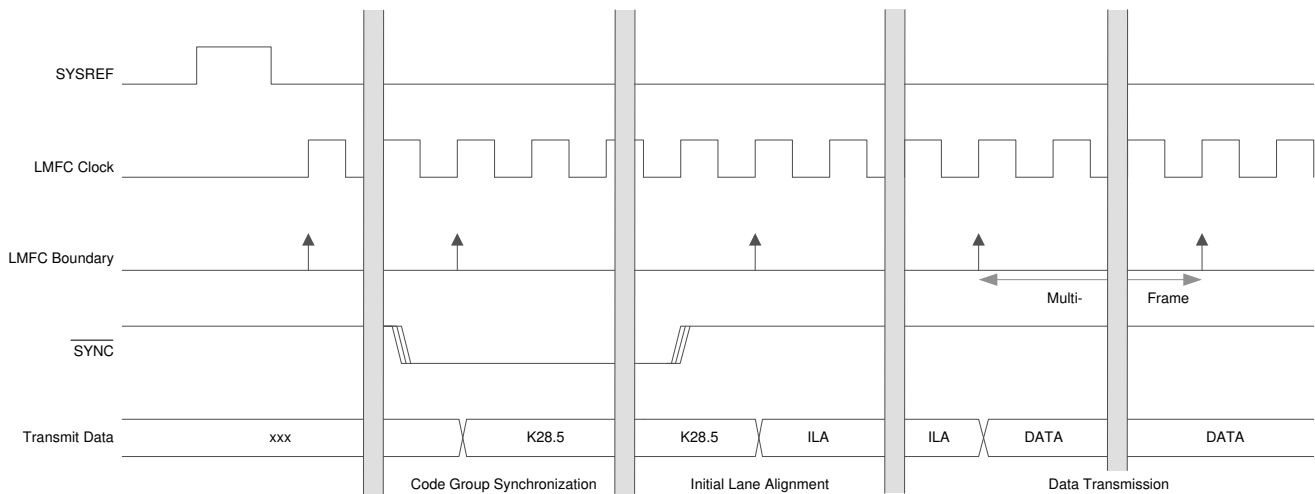 SYSREF
LMFC Clock
LMFC Boundary
Multi- Frame
SYNC
Transmit Data xxx K28.5 K28.5 ILA ILA DATA DATA
Code Group Synchronization Initial Lane Alignment Data Transmission